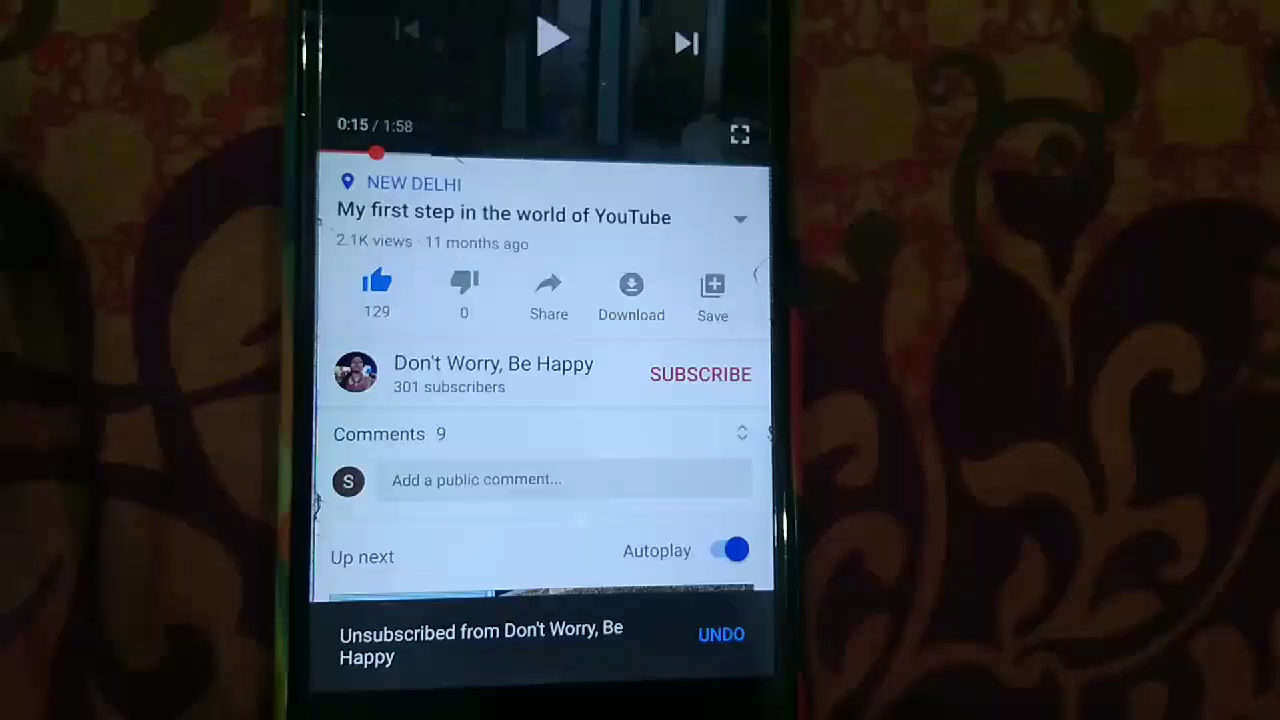 0:15 / 1:58
NEW DELHI
My first step in the world of YouTube
2.1K views · 11 months ago
129
0
Share
Download
Save
Don't Worry, Be Happy
301 subscribers
SUBSCRIBE
Comments 9
S
Add a public comment...
Up next
Autoplay
Unsubscribed from Don't Worry, Be
Happy
UNDO